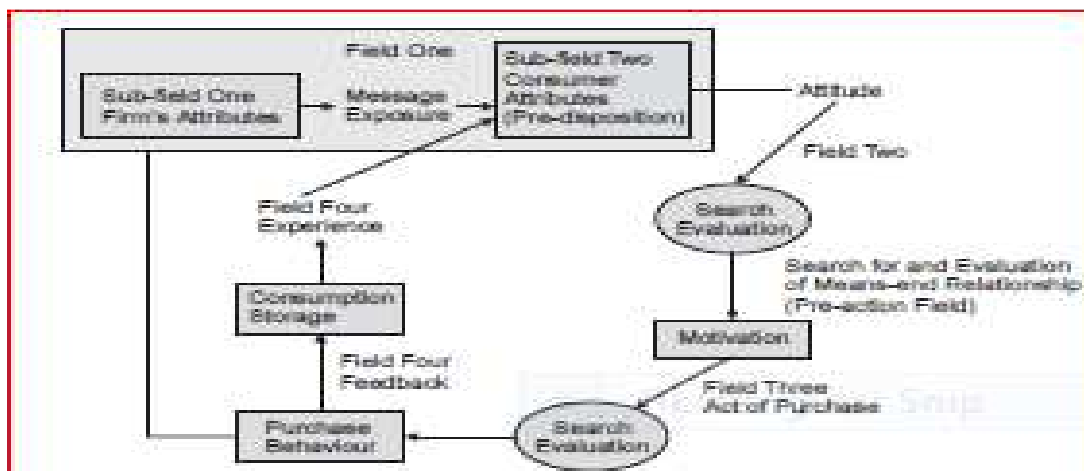 Field One
Sub-field One
Firm's Attributes
Message
Exposure
Sub-field Two
Consumer
Attributes
(Pre-disposition)
Attitude
Field Two
Search
Evaluation
Search for and Evaluation
of Means-end Relationship
(Pre-action Field)
Motivation
Field Three
Act of Purchase
Search
Evaluation
Purchase
Behaviour
Field Four
Feedback
Consumption
Storage
Field Four
Experience
Snip